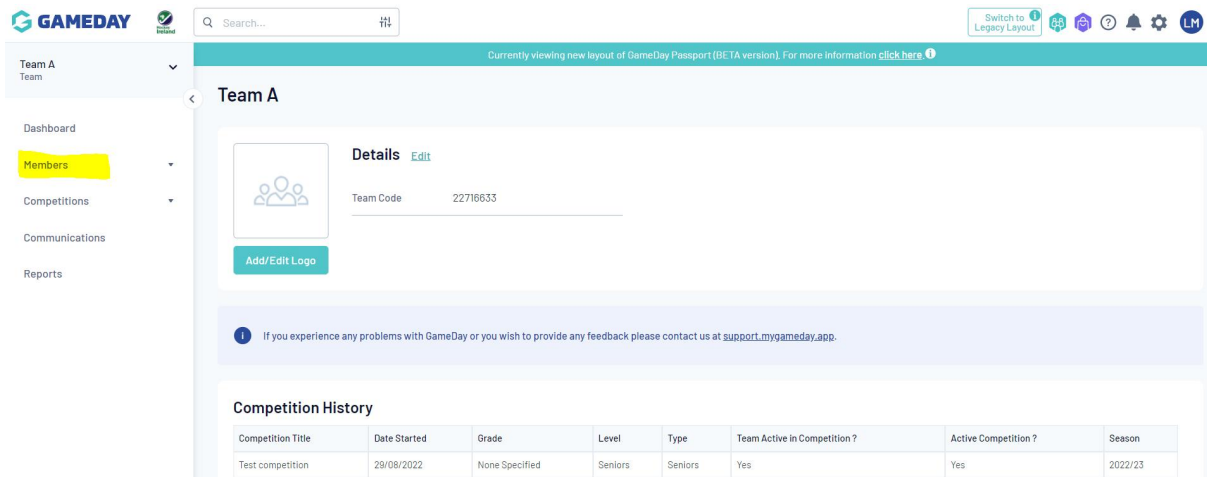 GAMEDAY
Hockey Ireland
Search...
Switch to
Legacy Layout
LM
Team A
Team
Currently viewing new layout of GameDay Passport (BETA version), For more information click here.
Team A
Dashboard
Members
Competitions
Communications
Reports
Details Edit
Team Code 22716633
Add/Edit Logo
If you experience any problems with GameDay or you wish to provide any feedback please contact us at support.mygameday.app.
Competition History
Competition Title Date Started Grade Level Type Team Active in Competition ? Active Competition ? Season
Test competition 29/08/2022 None Specified Seniors Seniors Yes Yes 2022/23